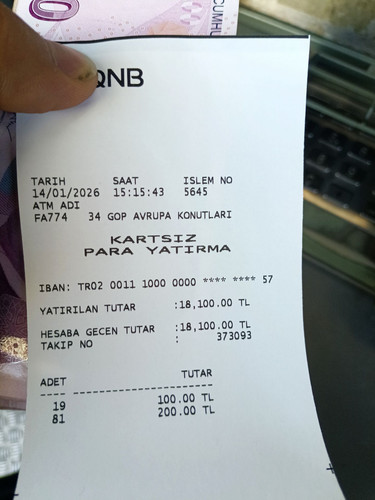 CUMHU
0
QNB
TARIH SAAT ISLEM NO
14/01/2026 15:15:43 5645
ATM ADI
FA774 34 GOP AVRUPA KONUTLARI
KARTSIZ
PARA YATIRMA
IBAN: TR02 0011 1000 0000 **** **** 57
YATIRILAN TUTAR :18,100.00 TL
HESABA GECEN TUTAR :18,100.00 TL
TAKIP NO : 373093
ADET TUTAR
---- ----------------
19 100.00 TL
81 200.00 TL